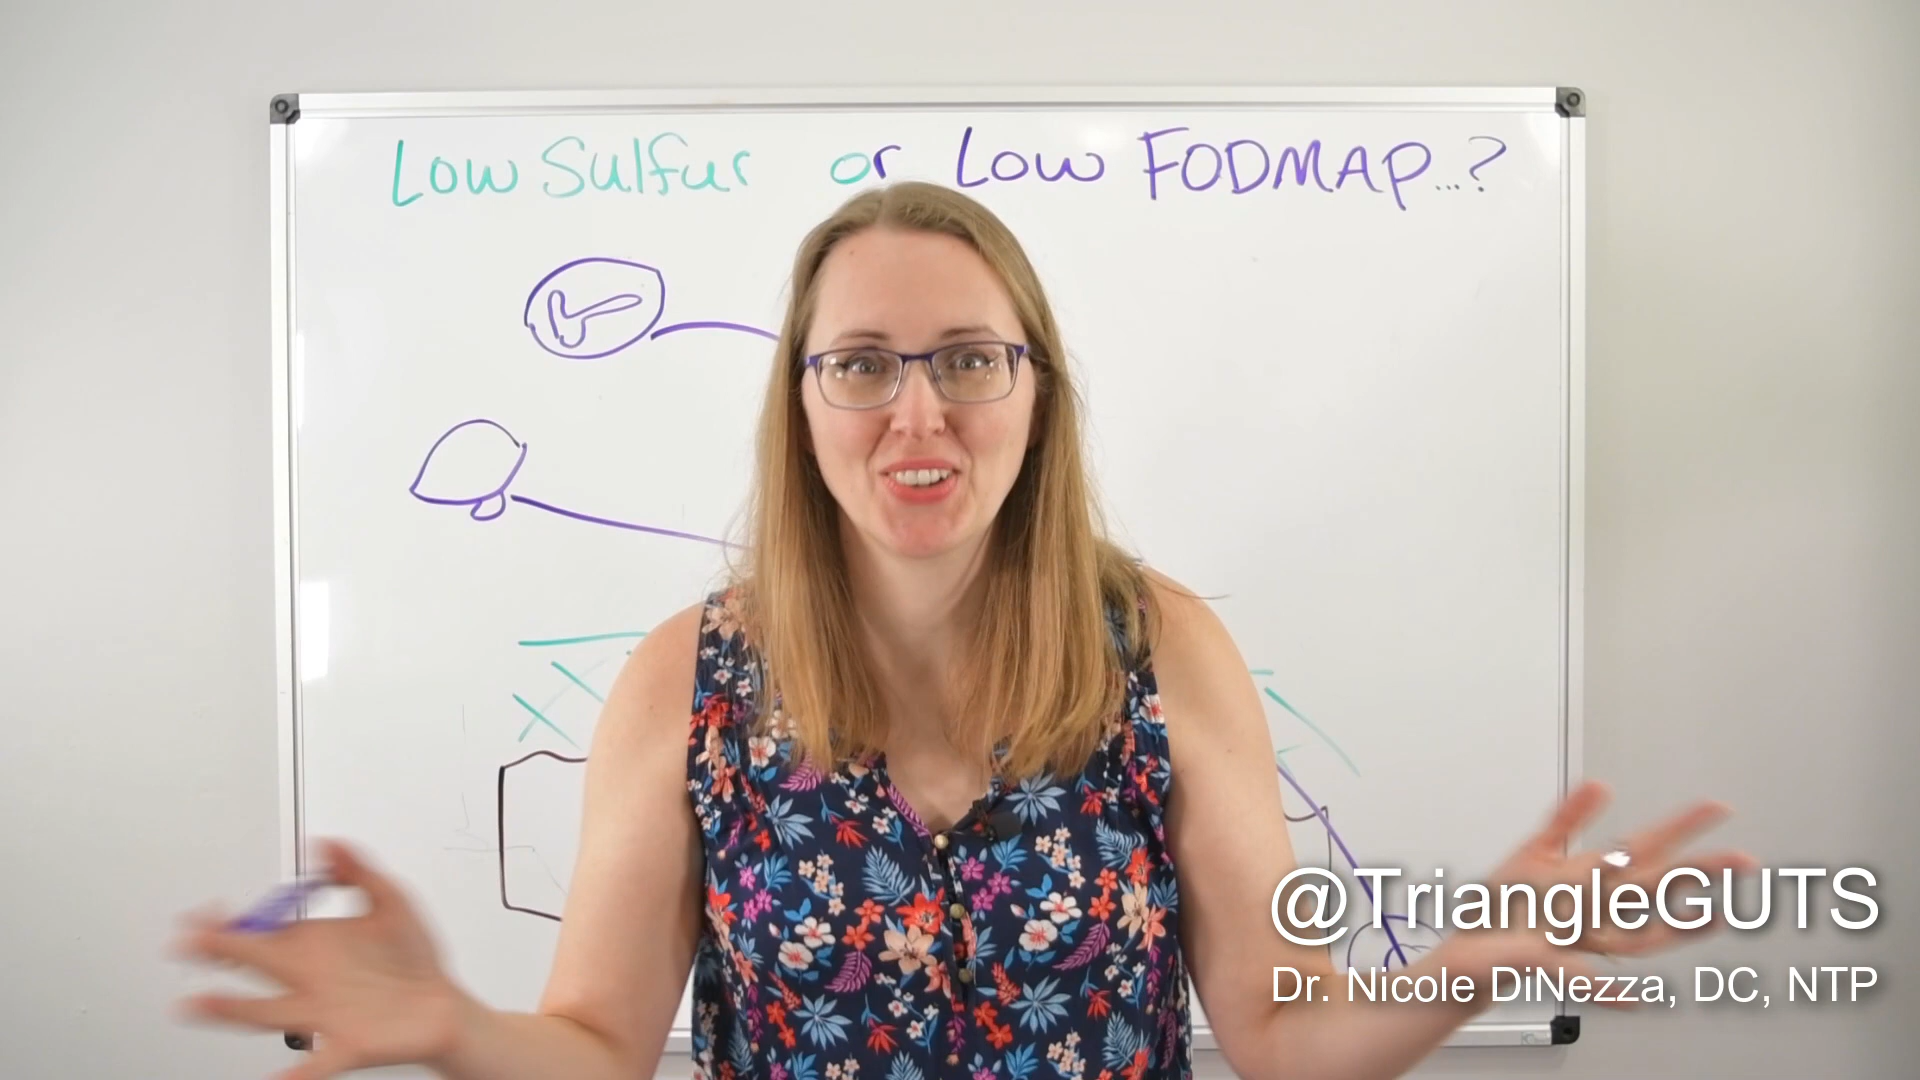 Low Sulfur or Low FODMAP...?
@TriangleGUTS
Dr. Nicole DiNezza, DC, NTP